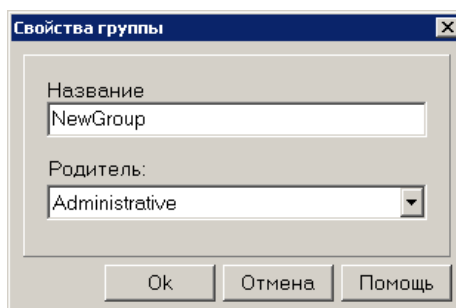 Свойства группы
Название
NewGroup
Родитель:
Administrative
Ok Отмена Помощь